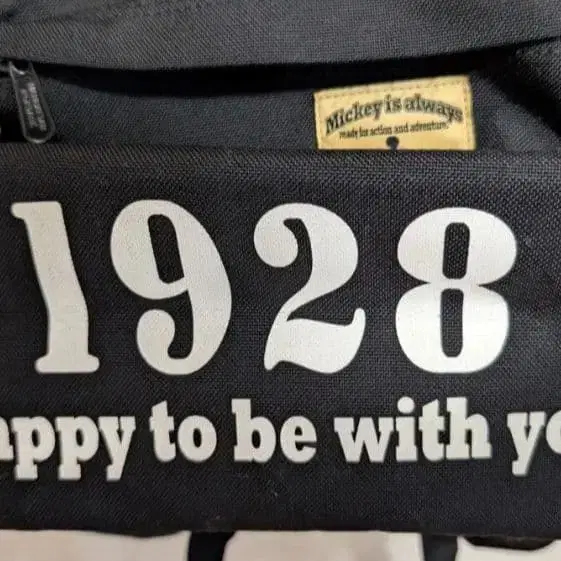 Mickey is always
ready for action and adventure.
1928
appy to be with yo